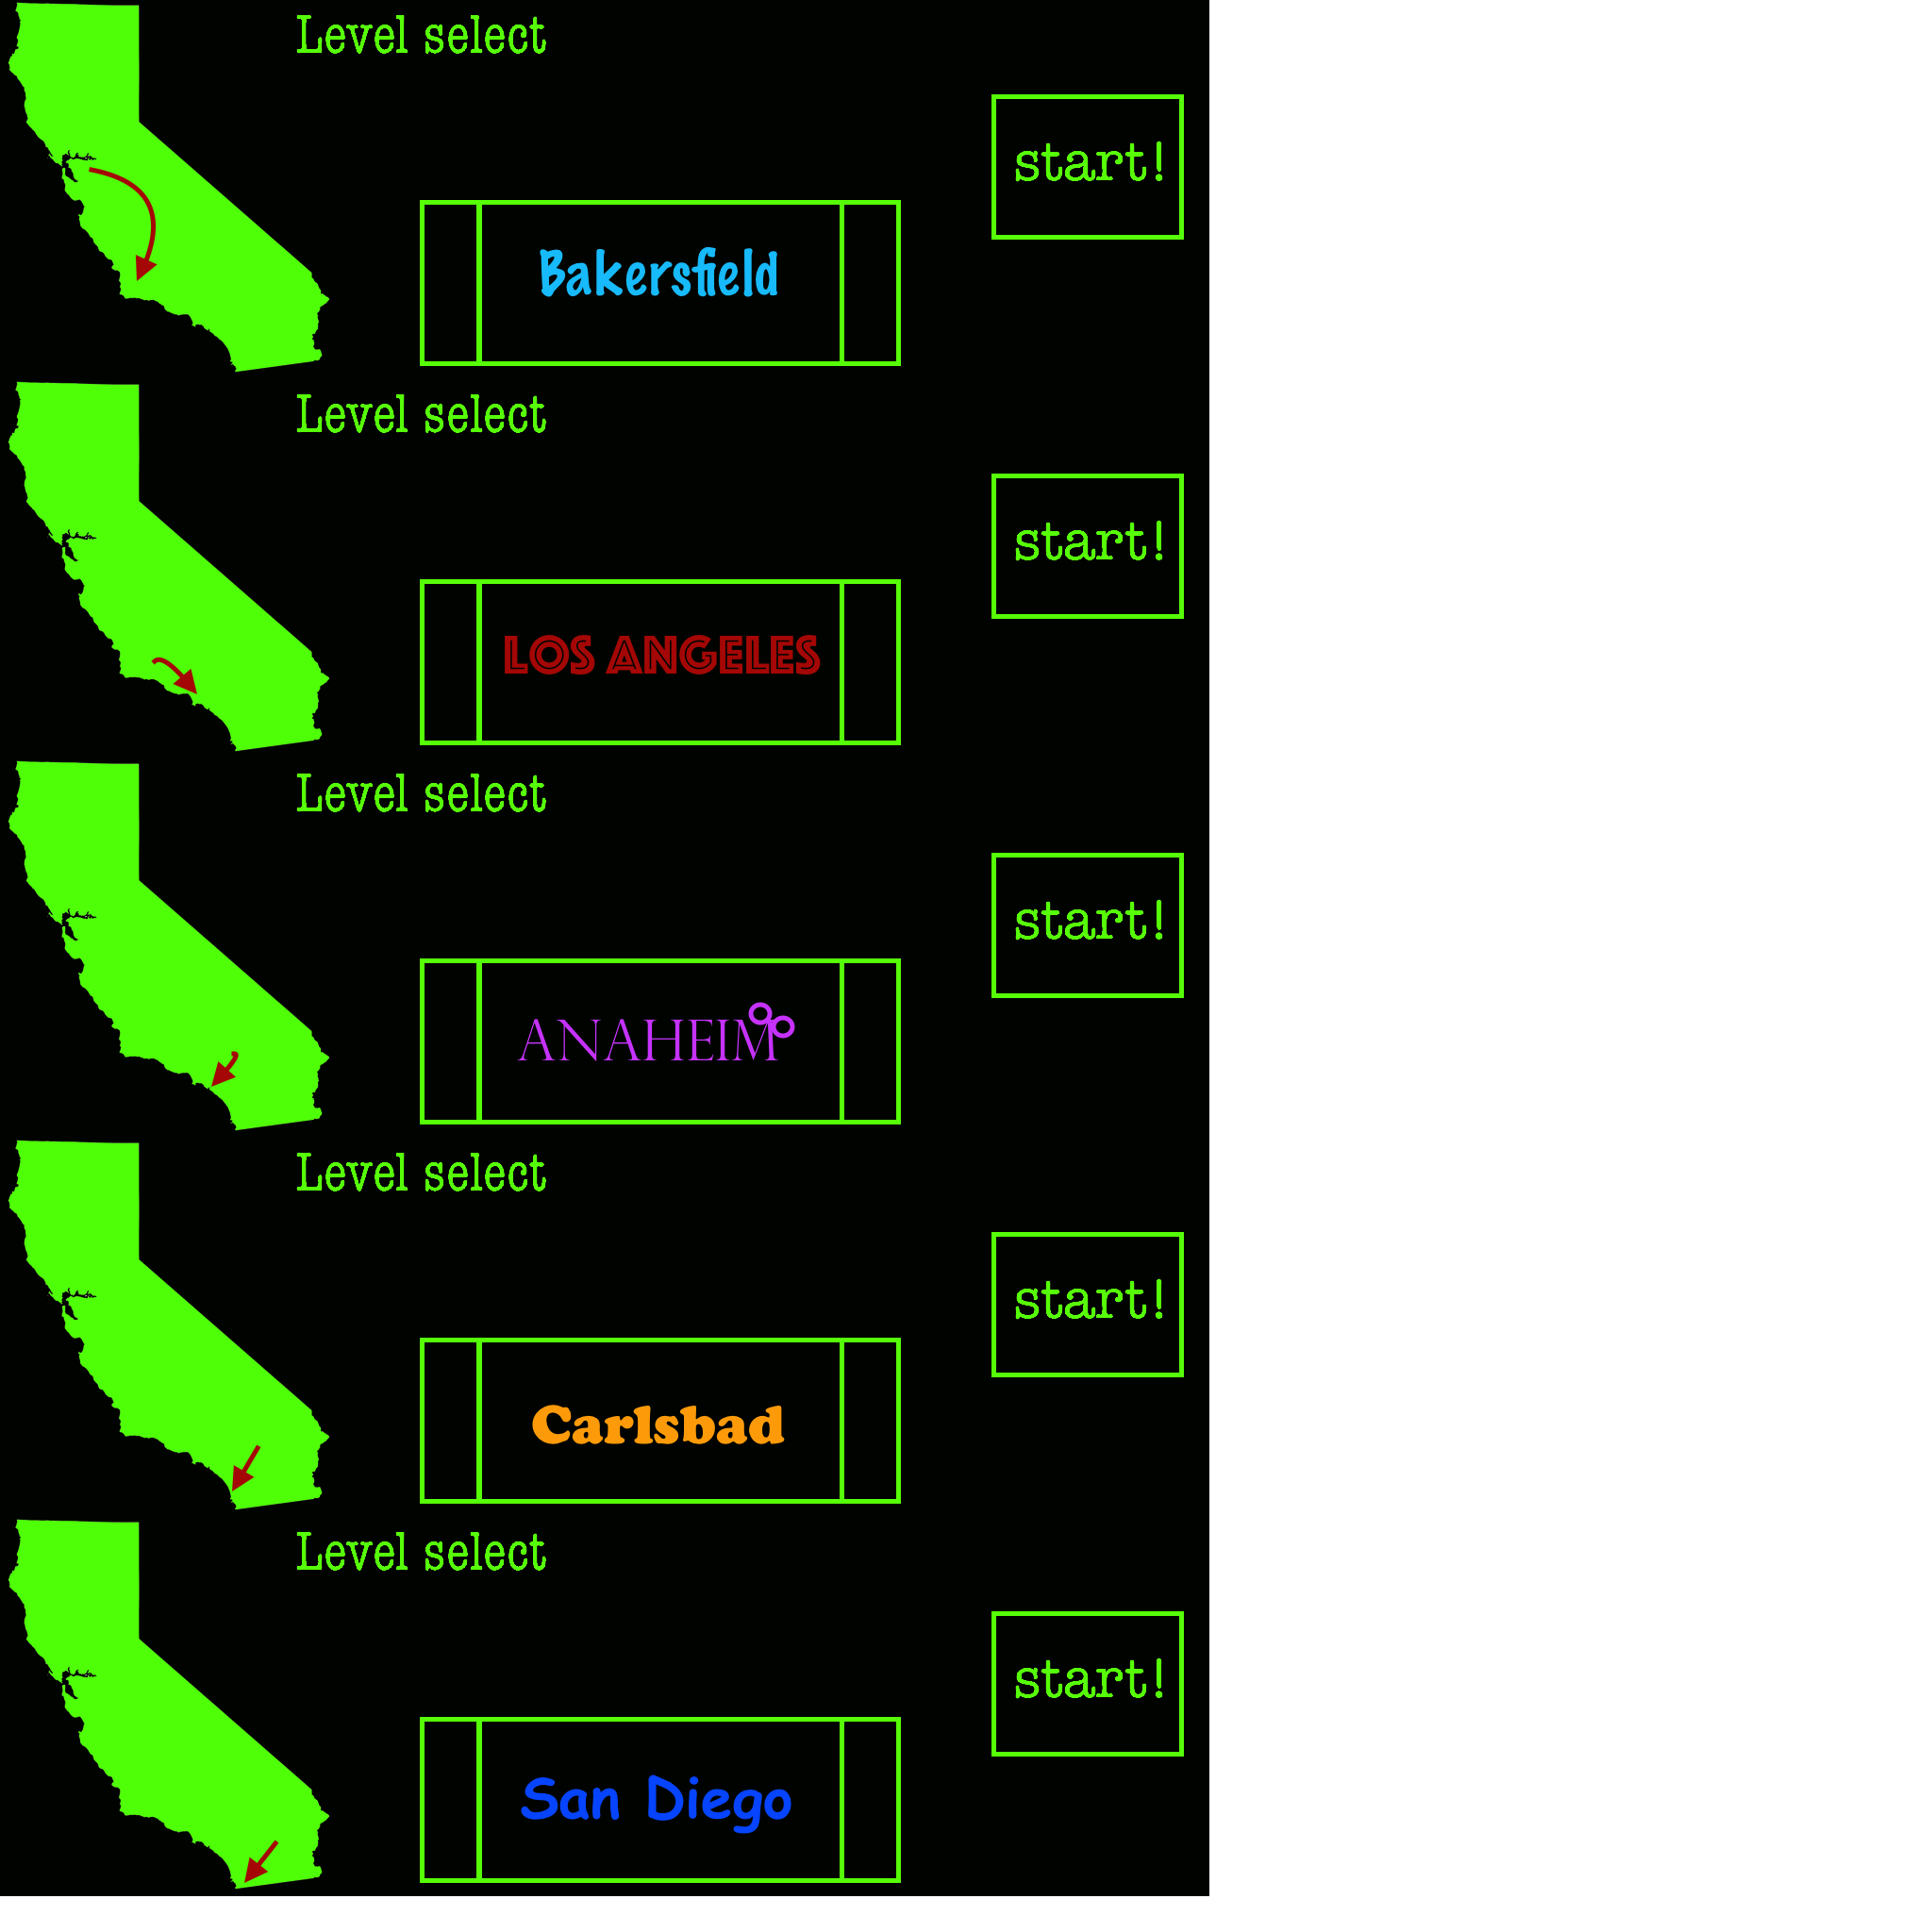 Level select
start!
Bakersfield
Level select
start!
LOS ANGELES
Level select
start!
ANAHEIM
Level select
start!
Carlsbad
Level select
start!
San Diego